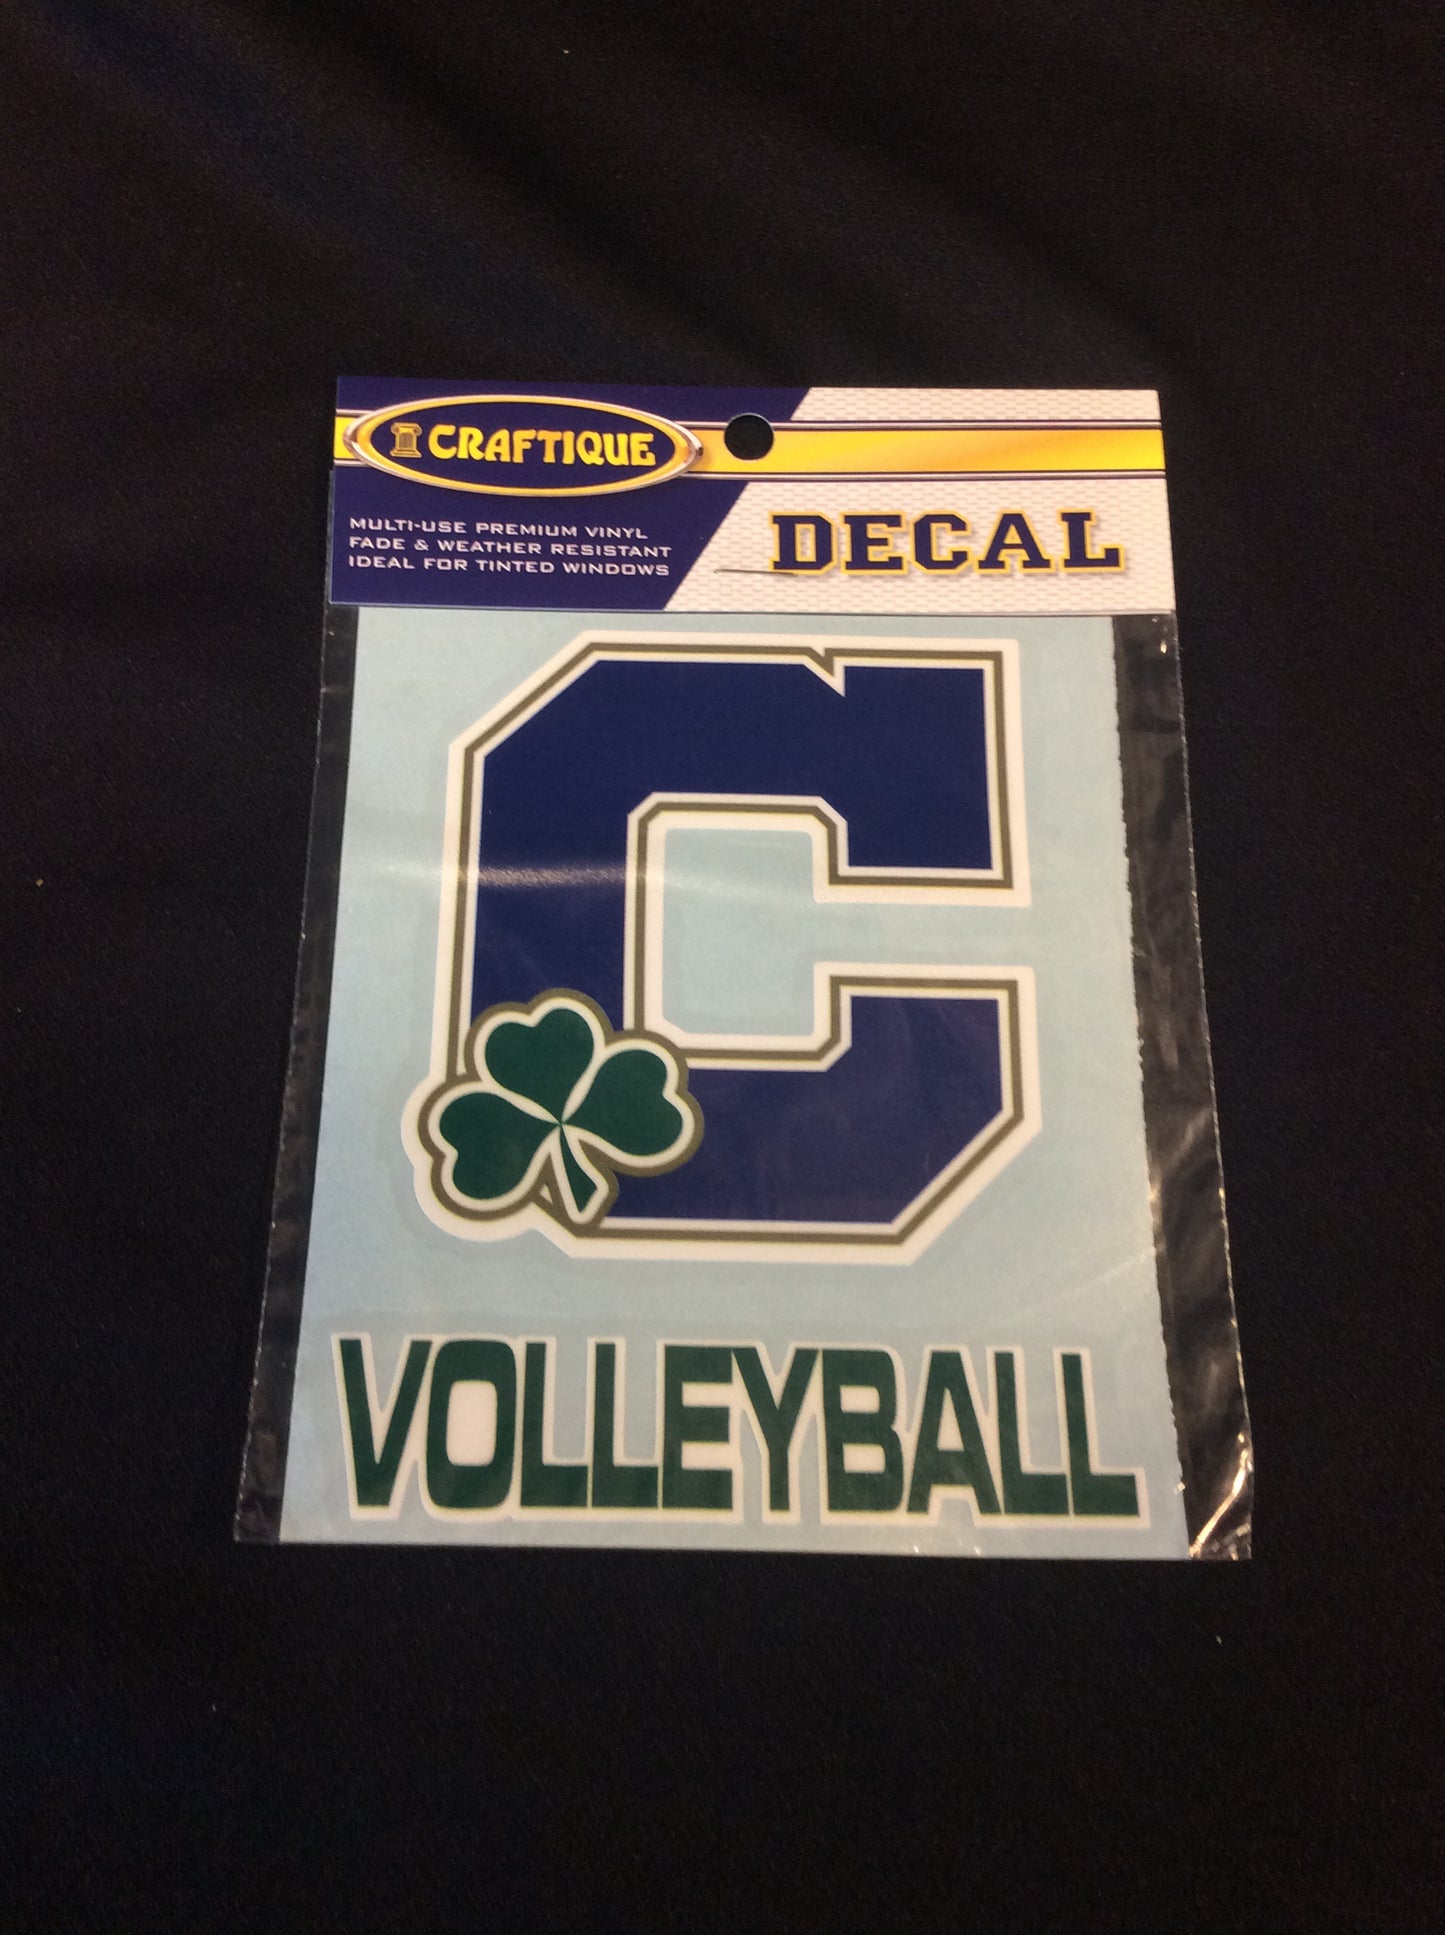 CRAFTIQUE
MULTI-USE PREMIUM VINYL
FADE & WEATHER RESISTANT
IDEAL FOR TINTED WINDOWS
DECAL
C
VOLLEYBALL